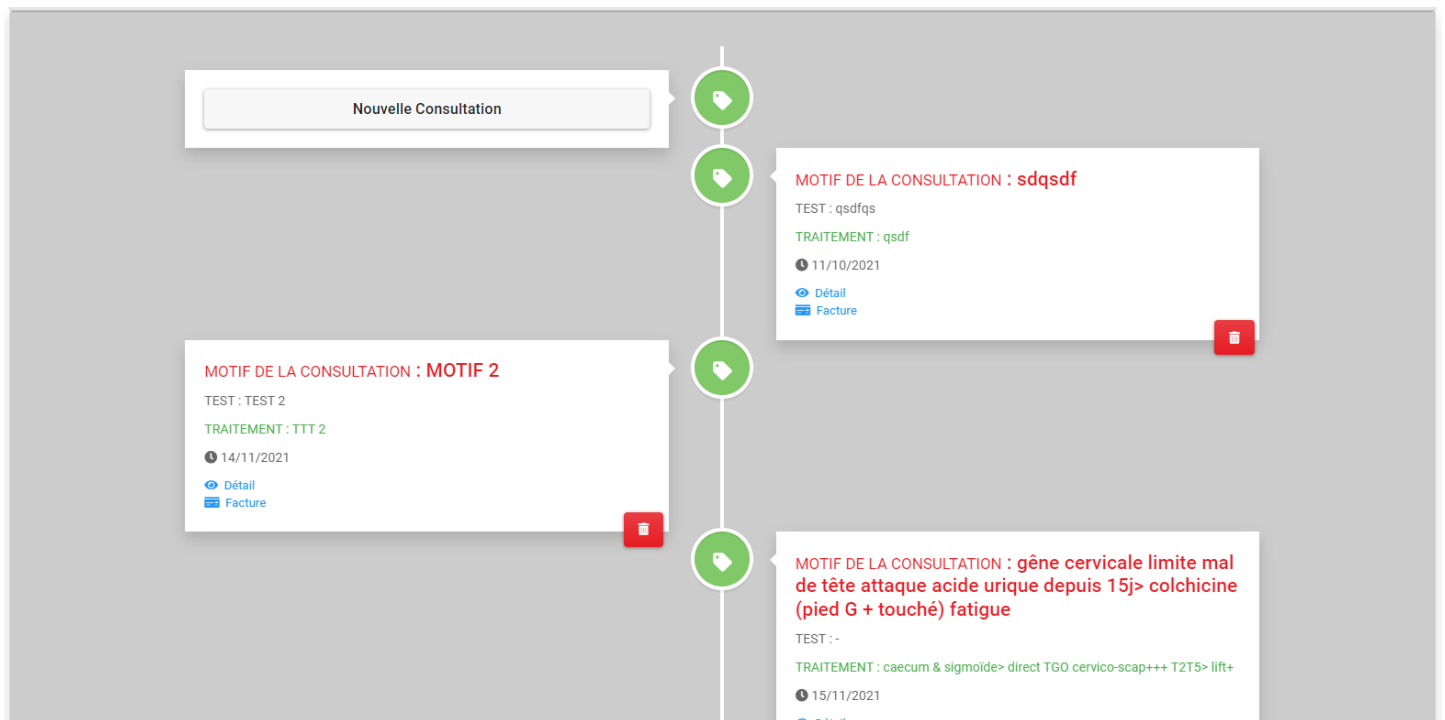 Nouvelle Consultation
MOTIF DE LA CONSULTATION : sdqsdf
TEST : qsdfqs
TRAITEMENT : qsdf
11/10/2021
Détail
Facture
MOTIF DE LA CONSULTATION : MOTIF 2
TEST : TEST 2
TRAITEMENT : TTT 2
14/11/2021
Détail
Facture
MOTIF DE LA CONSULTATION : gêne cervicale limite mal
de tête attaque acide urique depuis 15j> colchicine
(pied G + touché) fatigue
TEST : -
TRAITEMENT : caecum & sigmoïde> direct TGO cervico-scap+++ T2T5> lift+
15/11/2021